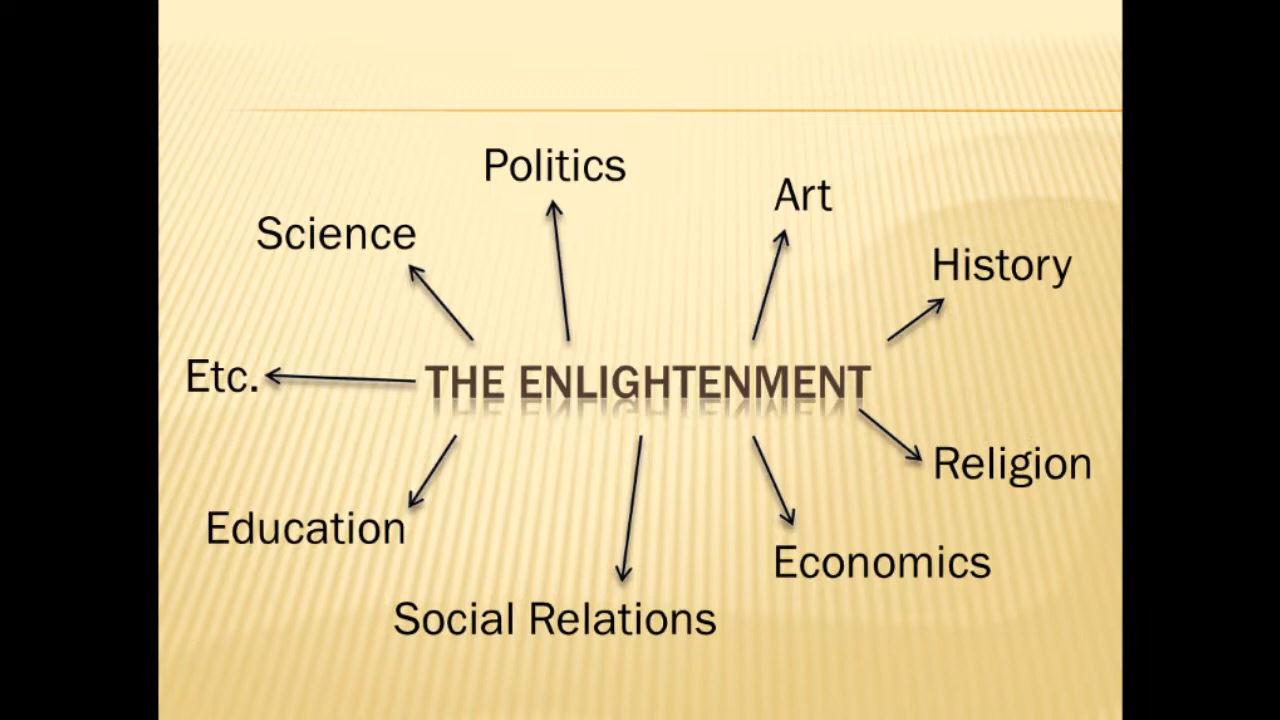 Politics
Art
Science
History
Etc.
THE ENLIGHTENMENT
Religion
Education
Economics
Social Relations